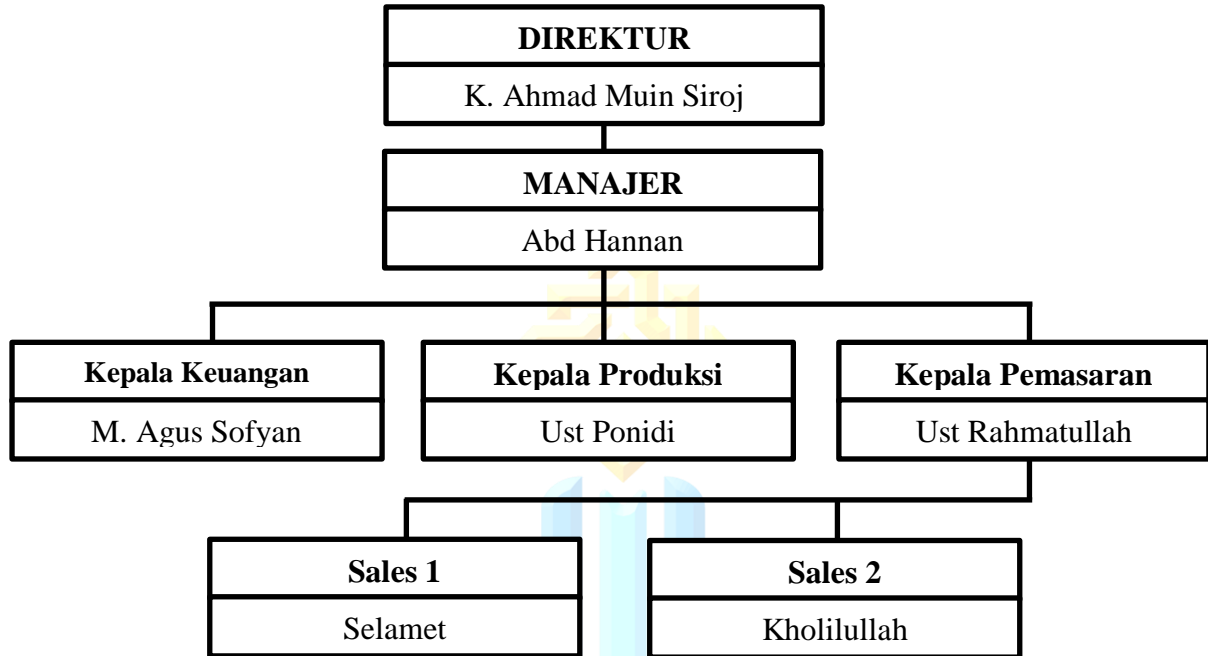 DIREKTUR
K. Ahmad Muin Siroj
MANAJER
Abd Hannan
Kepala Keuangan
M. Agus Sofyan
Kepala Produksi
Ust Ponidi
Kepala Pemasaran
Ust Rahmatullah
Sales 1
Selamet
Sales 2
Kholilullah